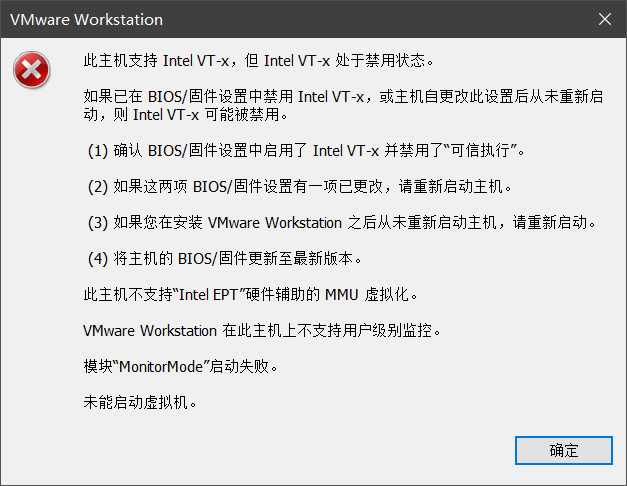 VMware Workstation
此主机支持 Intel VT-x，但 Intel VT-x 处于禁用状态。
如果已在 BIOS/固件设置中禁用 Intel VT-x，或主机自更改此设置后从未重新启
动，则 Intel VT-x 可能被禁用。
(1) 确认 BIOS/固件设置中启用了 Intel VT-x 并禁用了“可信执行”。
(2) 如果这两项 BIOS/固件设置有一项已更改，请重新启动主机。
(3) 如果您在安装 VMware Workstation 之后从未重新启动主机，请重新启动。
(4) 将主机的 BIOS/固件更新至最新版本。
此主机不支持“Intel EPT”硬件辅助的 MMU 虚拟化。
VMware Workstation 在此主机上不支持用户级别监控。
模块“MonitorMode”启动失败。
未能启动虚拟机。
确定